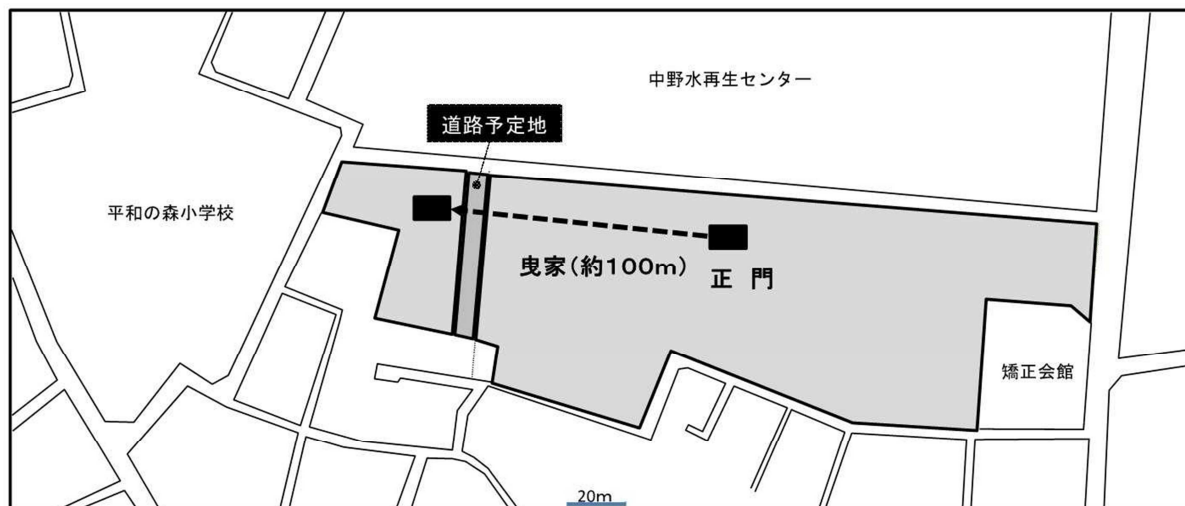 中野水再生センター
道路予定地
平和の森小学校
曳家(約100m) 正 門
矯正会館
20m